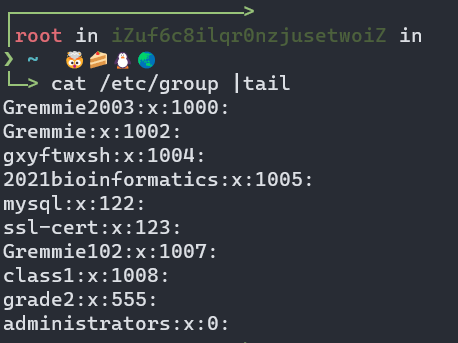 root in iZuf6c8ilqr0nzjusetwoiZ in
❯ ~ 🤯🍰🐧🌏
cat /etc/group |tail
Gremmie2003:x:1000:
Gremmie:x:1002:
gxyftwxsh:x:1004:
2021bioinformatics:x:1005:
mysql:x:122:
ssl-cert:x:123:
Gremmie102:x:1007:
class1:x:1008:
grade2:x:555:
administrators:x:0: